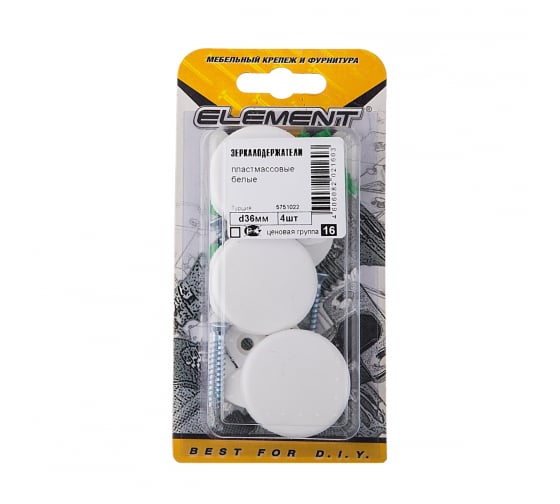 МЕБЕЛЬНЫЙ КРЕПЕЖ И ФУРНИТУРА
ELEMENT®
ЗЕРКАЛОДЕРЖАТЕЛИ
пластмассовые
белые
Турция 5751022
d36мм 4шт
ценовая группа 16
BEST FOR D.I.Y.